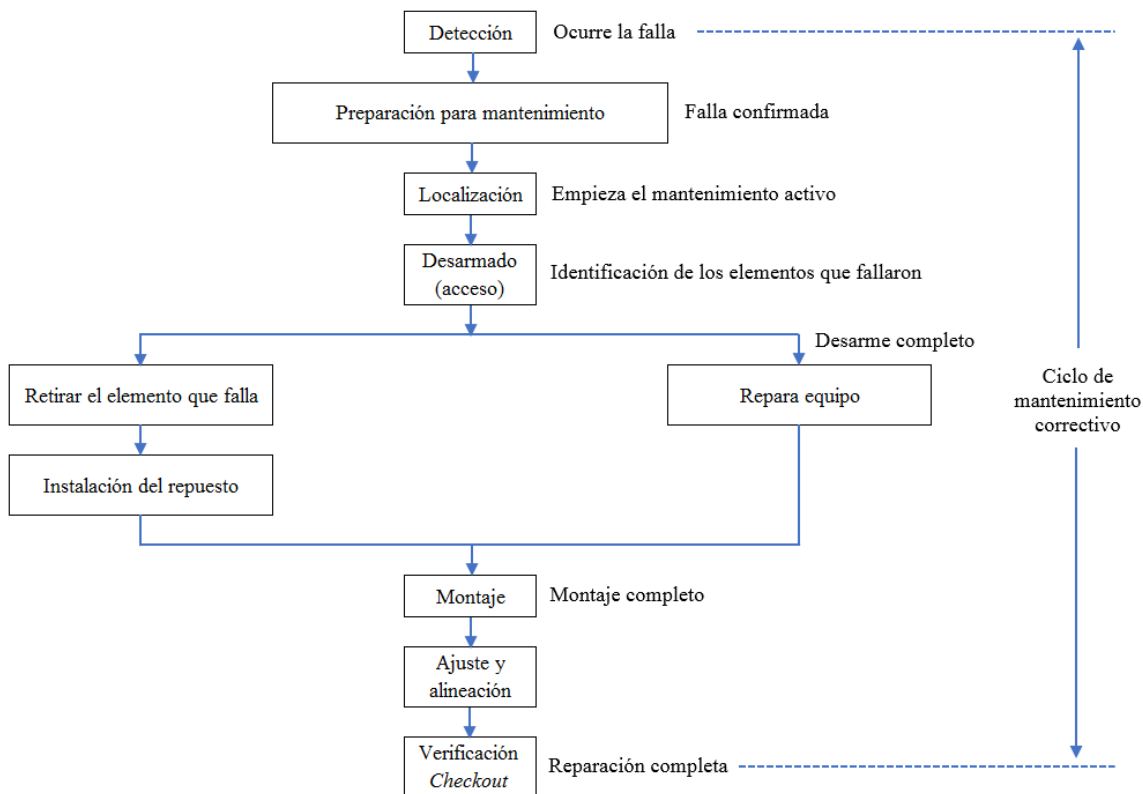 Detección
Ocurre la falla
Preparación para mantenimiento
Falla confirmada
Localización
Empieza el mantenimiento activo
Desarmado
(acceso)
Identificación de los elementos que fallaron
Desarme completo
Retirar el elemento que falla
Repara equipo
Ciclo de
mantenimiento
correctivo
Instalación del repuesto
Montaje
Montaje completo
Ajuste y
alineación
Verificación
Checkout
Reparación completa